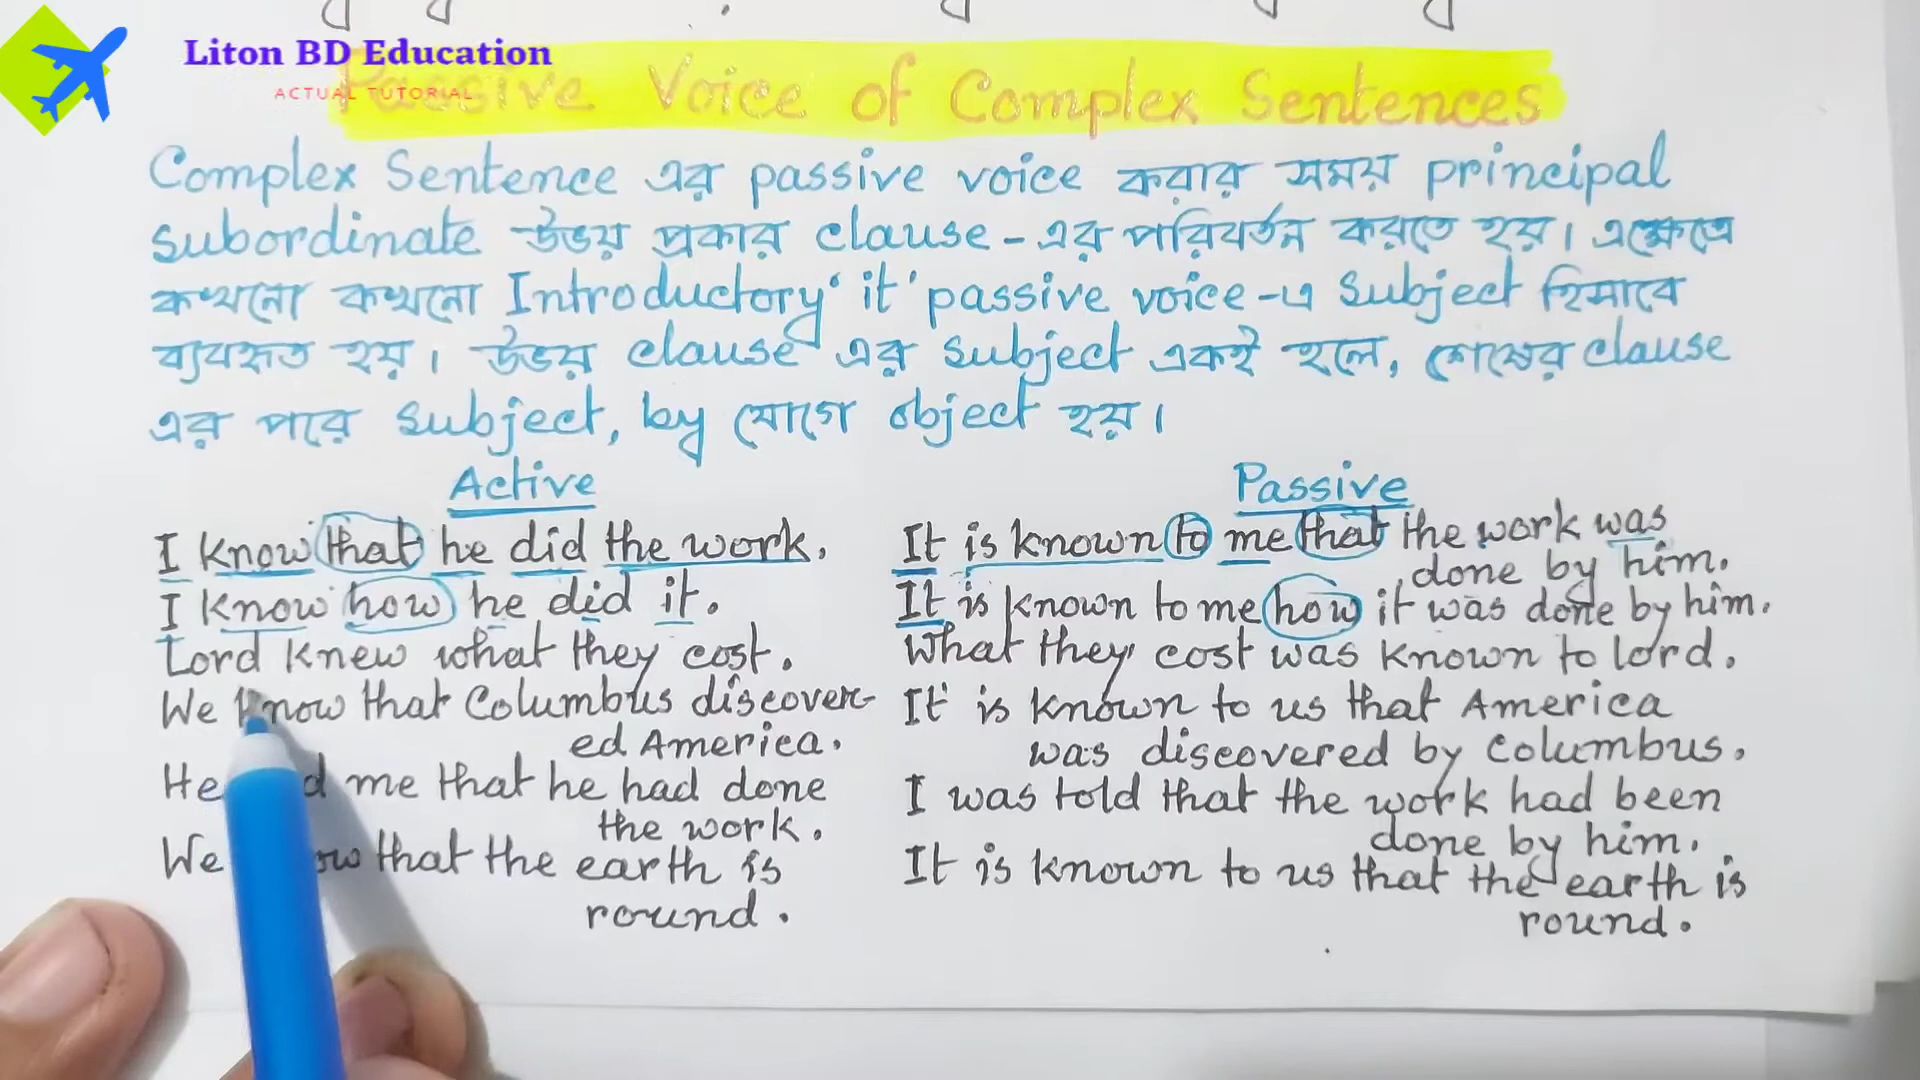 Liton BD Education
ACTUAL TUTORIAL
Passive Voice of Complex Sentences
Complex Sentence এর passive voice করার সময় principal
subordinate উভয় প্রকার clause - এর পরিবর্তন করতে হয়। এক্ষেত্রে
কখনো কখনো Introductory 'it' passive voice - এ subject হিসাবে
ব্যবহৃত হয়। উভয় clause এর subject একই হলে, শেষের clause
এর পরে subject, by যোগে object হয়।
Active
I know that he did the work.
I know how he did it.
Lord knew what they cost.
We know that Columbus discover-
ed America.
He me that he had done
the work.
We that the earth is
round.
Passive
It is known to me that the work was
done by him.
It is known to me how it was done by him.
What they cost was known to lord.
It is known to us that America
was discovered by Columbus.
I was told that the work had been
done by him.
It is known to us that the earth is
round.